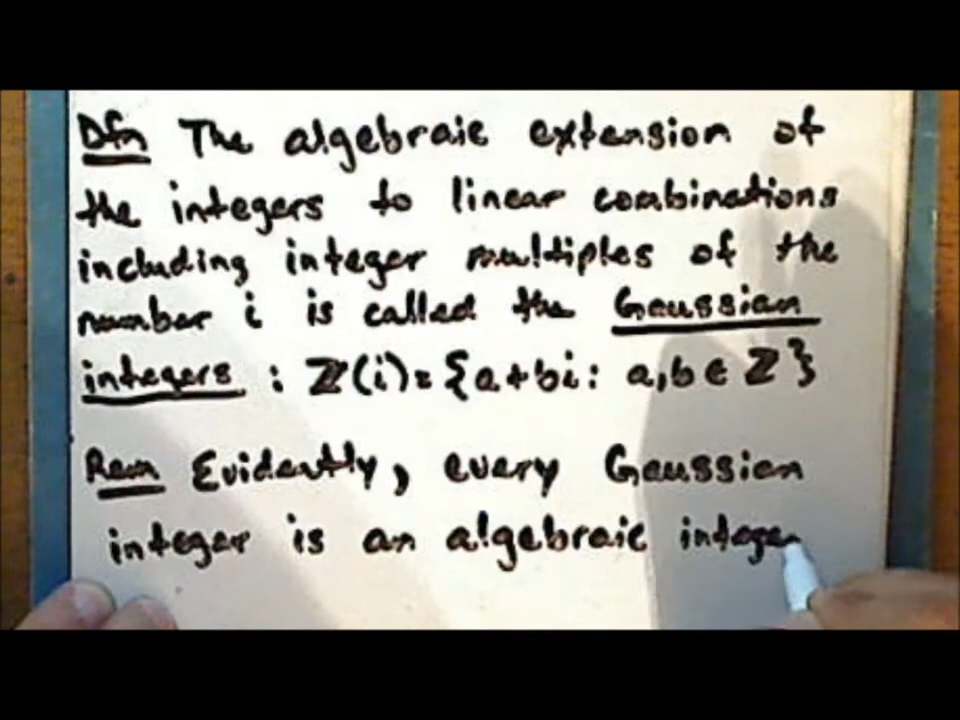 Dfn The algebraic extension of
the integers to linear combinations
including integer multiples of the
number i is called the Gaussian
integers : ℤ(i)= {a+bi: a,b ∈ ℤ}
Rem Evidently, every Gaussian
integer is an algebraic integer